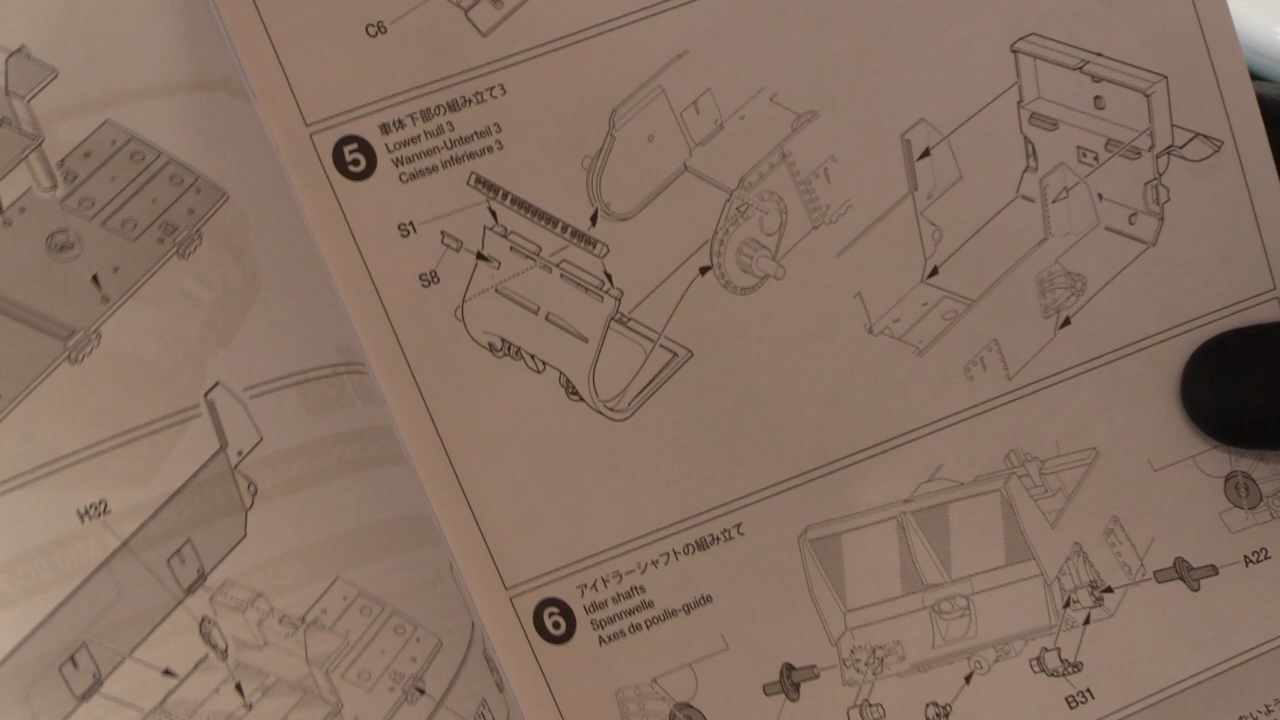 C6
5
車体下部の組み立て3
Lower hull 3
Wannen-Unterteil 3
Caisse inférieure 3
S1
S8
H32
6
アイドラーシャフトの組み立て
Idler shafts
Spannwelle
Axes de poulie-guide
A22
B31